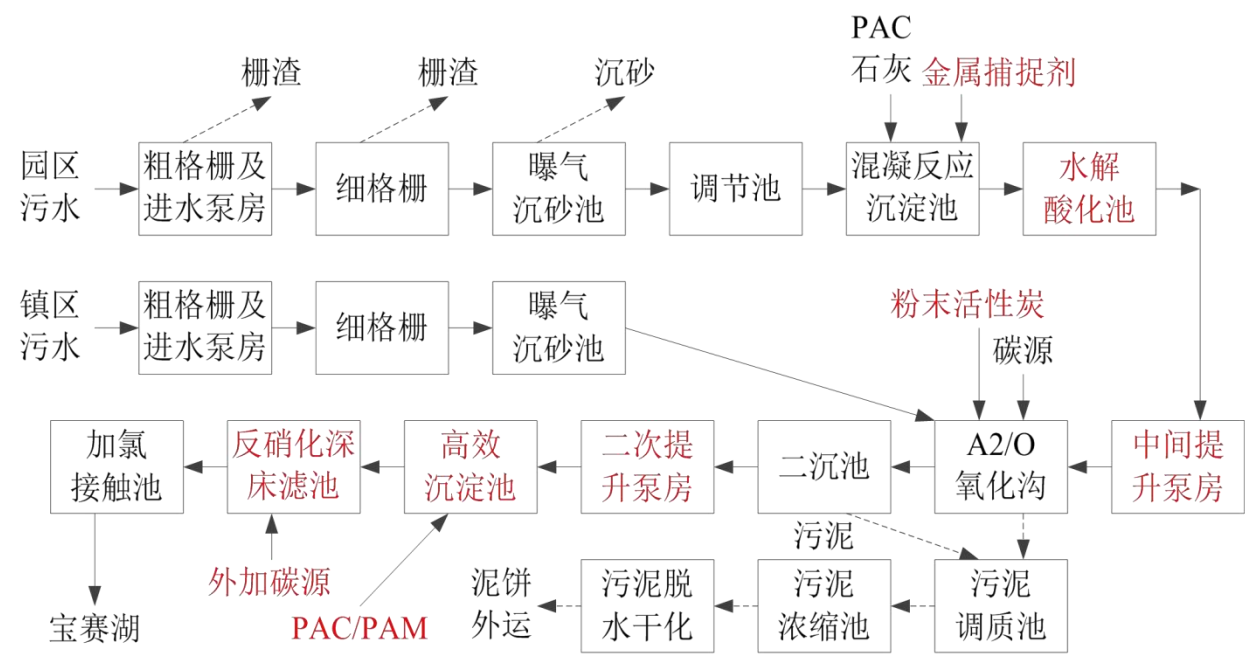 PAC
栅渣
栅渣
沉砂
石灰
金属捕捉剂
园区
污水
粗格栅及
进水泵房
细格栅
曝气
沉砂池
调节池
混凝反应
沉淀池
水解
酸化池
镇区
污水
粗格栅及
进水泵房
细格栅
曝气
沉砂池
粉末活性炭
碳源
加氯
接触池
反硝化深
床滤池
高效
沉淀池
二次提
升泵房
二沉池
A2/O
氧化沟
中间提
升泵房
污泥
外加碳源
PAC/PAM
宝赛湖
泥饼
外运
污泥脱
水干化
污泥
浓缩池
污泥
调质池